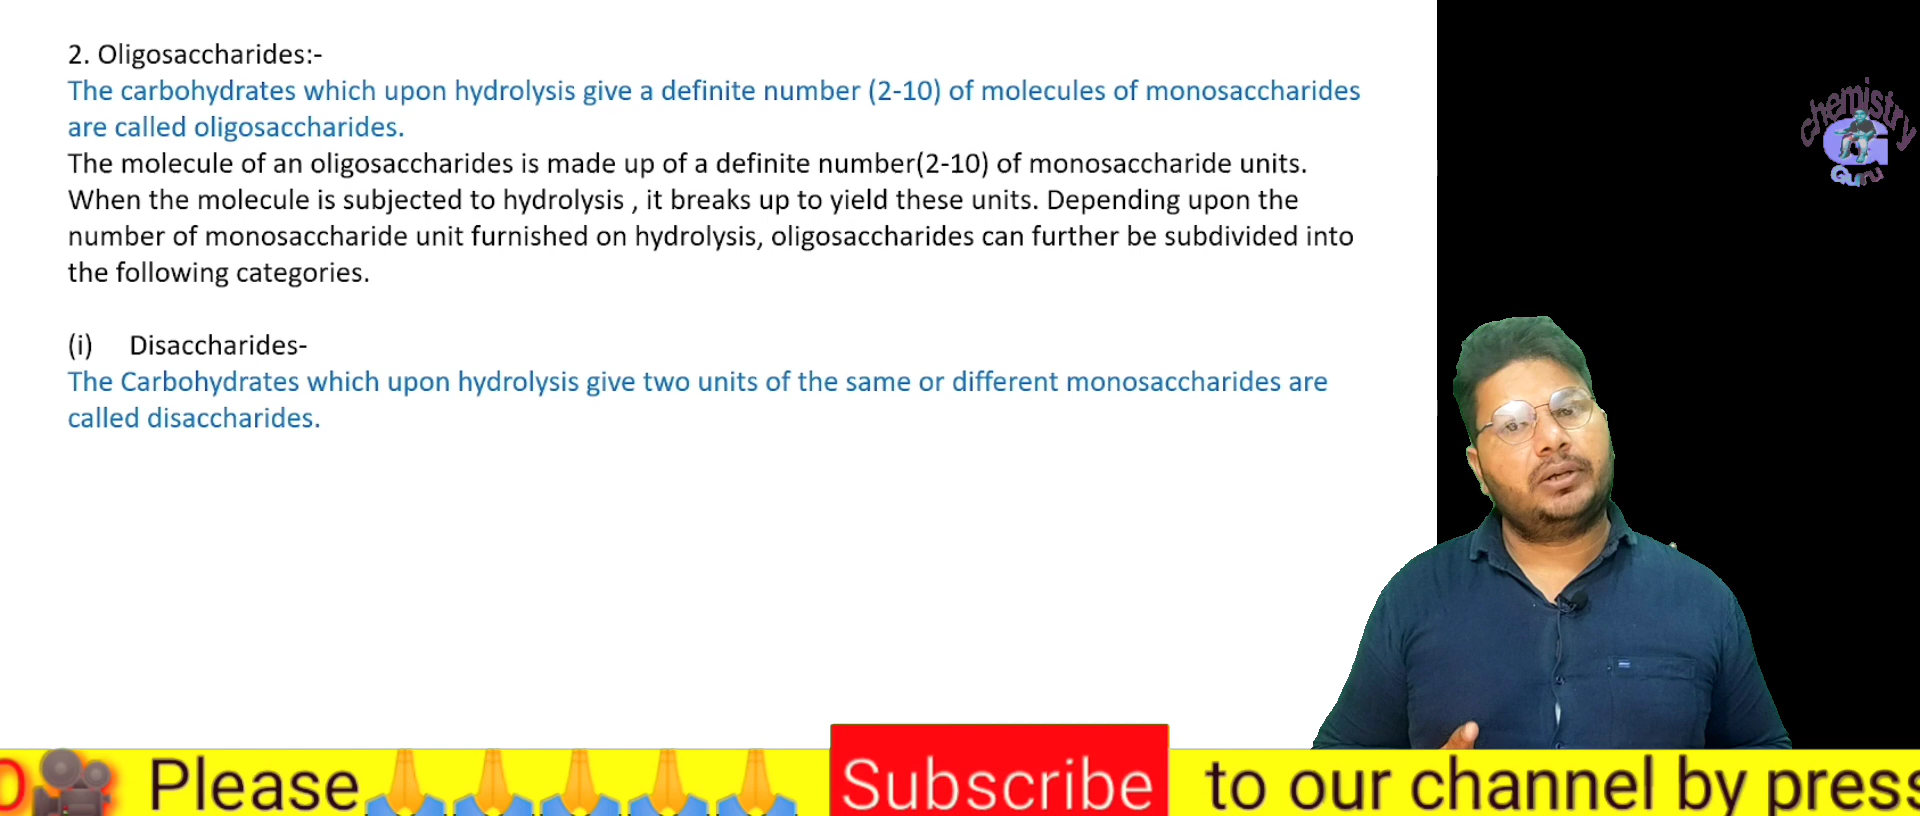 2. Oligosaccharides:-
The carbohydrates which upon hydrolysis give a definite number (2-10) of molecules of monosaccharides
are called oligosaccharides.
The molecule of an oligosaccharides is made up of a definite number(2-10) of monosaccharide units.
When the molecule is subjected to hydrolysis , it breaks up to yield these units. Depending upon the
number of monosaccharide unit furnished on hydrolysis, oligosaccharides can further be subdivided into
the following categories.
(i) Disaccharides-
The Carbohydrates which upon hydrolysis give two units of the same or different monosaccharides are
called disaccharides.
chemistry
G
Guru
Please Subscribe to our channel by press